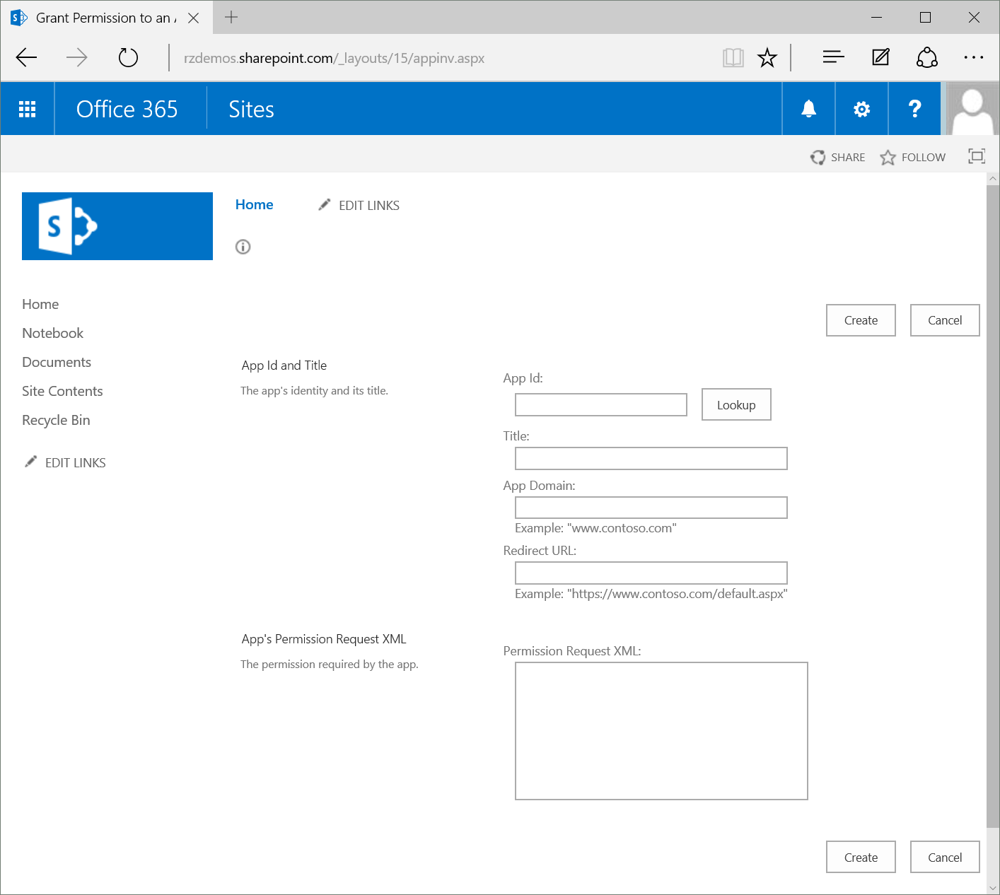 Grant Permission to an
rzdemos.sharepoint.com/_layouts/15/appinv.aspx
Office 365
Sites
?
SHARE
FOLLOW
S
Home
EDIT LINKS
Home
Notebook
Documents
Site Contents
Recycle Bin
EDIT LINKS
Create
Cancel
App Id and Title
The app's identity and its title.
App Id:
Lookup
Title:
App Domain:
Example: "www.contoso.com"
Redirect URL:
Example: "https://www.contoso.com/default.aspx"
App's Permission Request XML
The permission required by the app.
Permission Request XML:
Create
Cancel